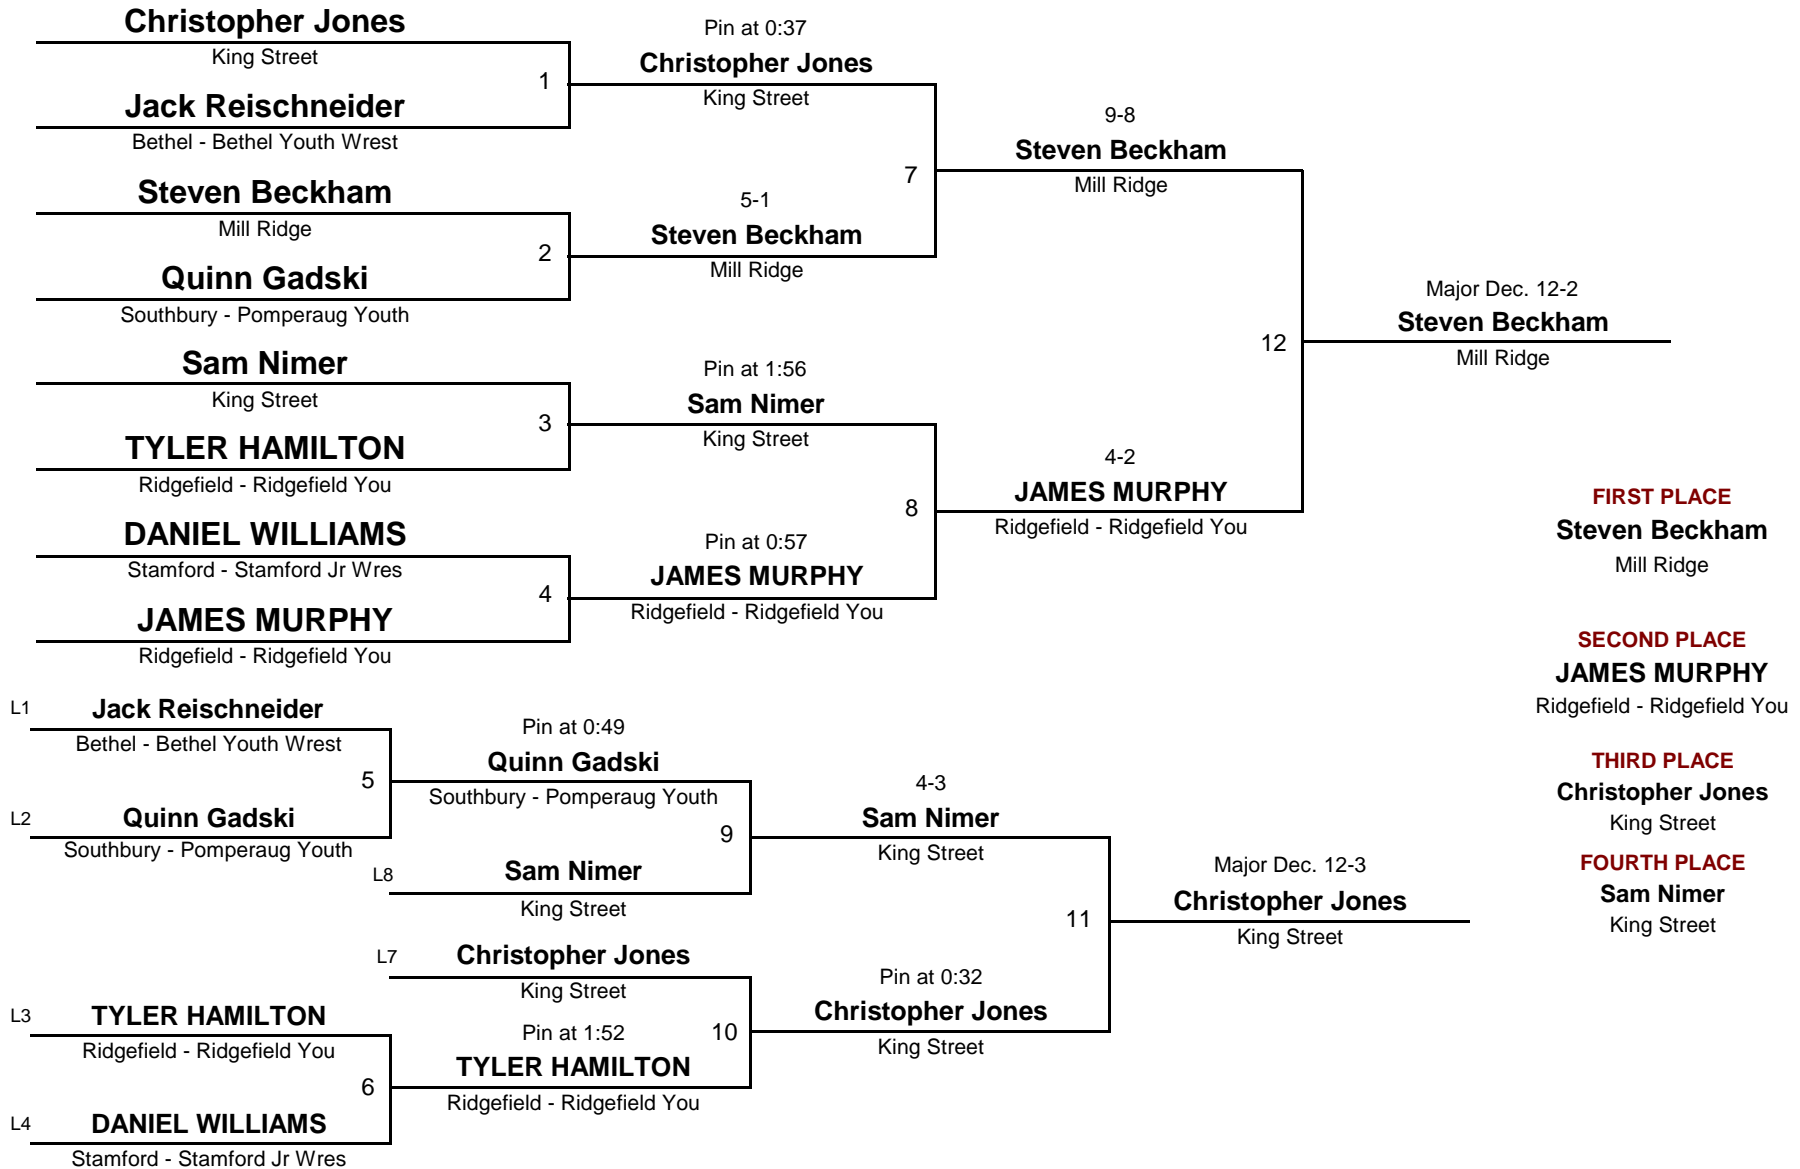 Christopher Jones
King Street
1
Jack Reischneider
Bethel - Bethel Youth Wrest
Steven Beckham
Mill Ridge
2
Quinn Gadski
Southbury - Pomperaug Youth
Sam Nimer
King Street
3
TYLER HAMILTON
Ridgefield - Ridgefield You
DANIEL WILLIAMS
Stamford - Stamford Jr Wres
4
JAMES MURPHY
Ridgefield - Ridgefield You
Pin at 0:37
Christopher Jones
King Street
7
5-1
Steven Beckham
Mill Ridge
Pin at 1:56
Sam Nimer
King Street
8
Pin at 0:57
JAMES MURPHY
Ridgefield - Ridgefield You
9-8
Steven Beckham
Mill Ridge
12
4-2
JAMES MURPHY
Ridgefield - Ridgefield You
Major Dec. 12-2
Steven Beckham
Mill Ridge
FIRST PLACE
Steven Beckham
Mill Ridge
SECOND PLACE
JAMES MURPHY
Ridgefield - Ridgefield You
THIRD PLACE
Christopher Jones
King Street
FOURTH PLACE
Sam Nimer
King Street
L1 Jack Reischneider
Bethel - Bethel Youth Wrest
5
L2 Quinn Gadski
Southbury - Pomperaug Youth
L3 TYLER HAMILTON
Ridgefield - Ridgefield You
6
L4 DANIEL WILLIAMS
Stamford - Stamford Jr Wres
Pin at 0:49
Quinn Gadski
Southbury - Pomperaug Youth
9
L8 Sam Nimer
King Street
L7 Christopher Jones
King Street
10
Pin at 1:52
TYLER HAMILTON
Ridgefield - Ridgefield You
4-3
Sam Nimer
King Street
11
Pin at 0:32
Christopher Jones
King Street
Major Dec. 12-3
Christopher Jones
King Street